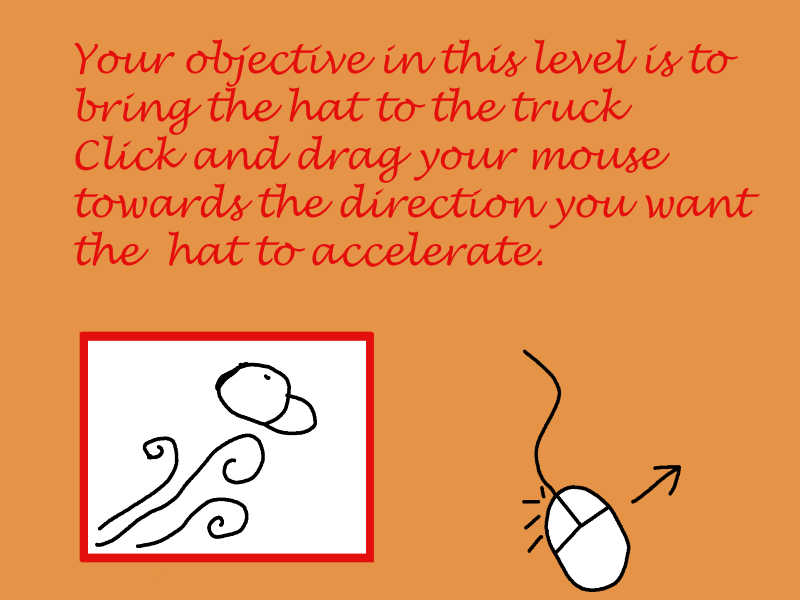 Your objective in this level is to
bring the hat to the truck
Click and drag your mouse
towards the direction you want
the hat to accelerate.